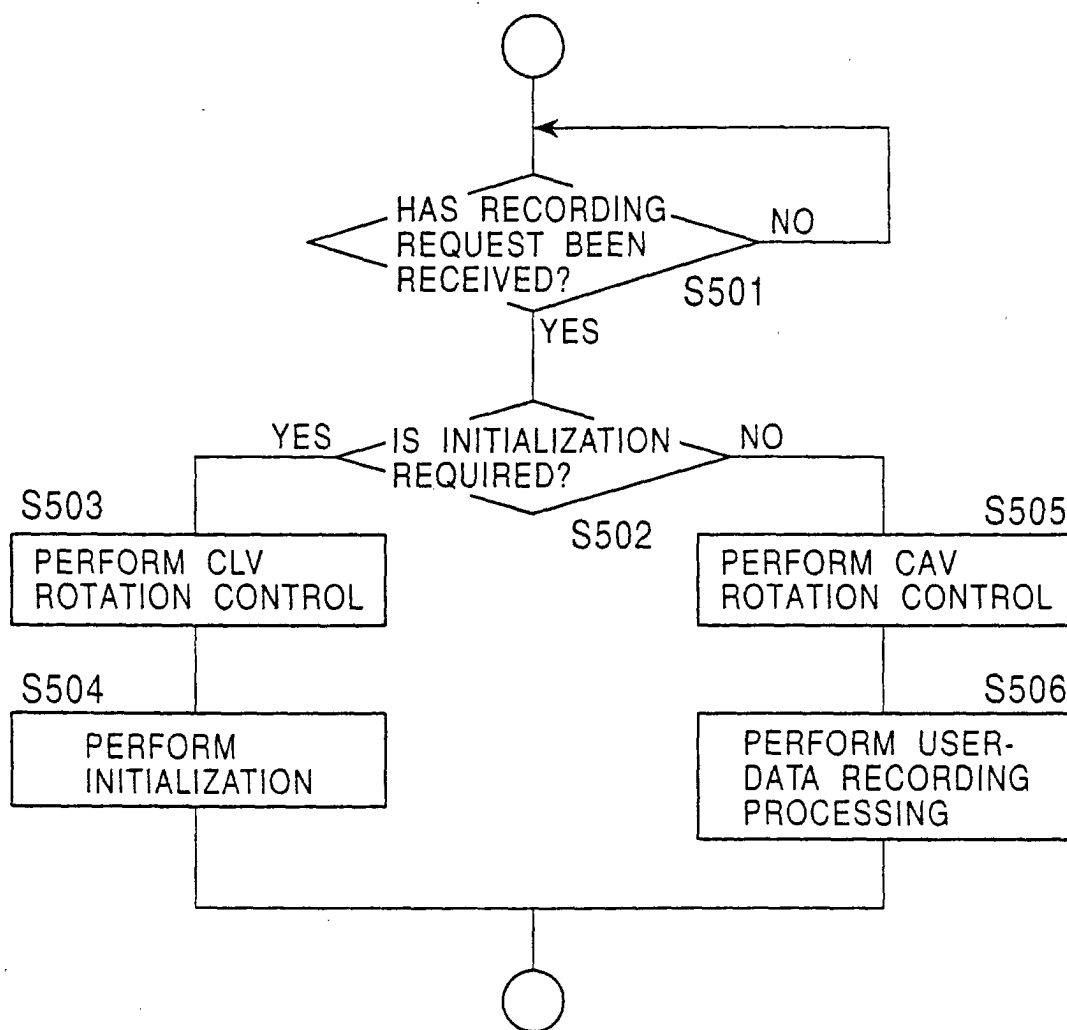 HAS RECORDING
REQUEST BEEN
RECEIVED?
NO
S501
YES
YES
IS INITIALIZATION
REQUIRED?
NO
S502
S503
PERFORM CLV
ROTATION CONTROL
S505
PERFORM CAV
ROTATION CONTROL
S504
PERFORM
INITIALIZATION
S506
PERFORM USER-
DATA RECORDING
PROCESSING